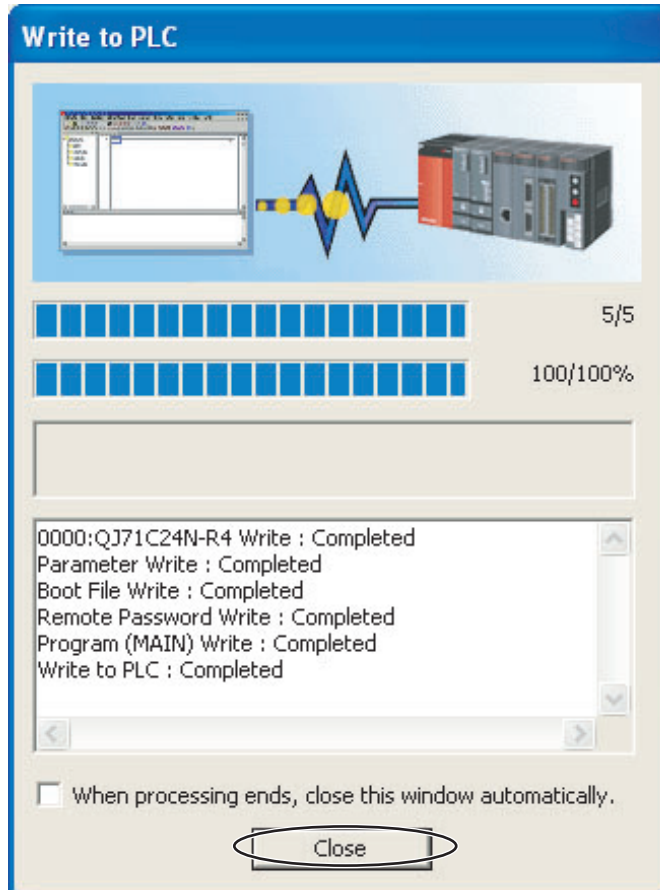 Write to PLC
5/5
100/100%
0000:QJ71C24N-R4 Write : Completed
Parameter Write : Completed
Boot File Write : Completed
Remote Password Write : Completed
Program (MAIN) Write : Completed
Write to PLC : Completed
When processing ends, close this window automatically.
Close